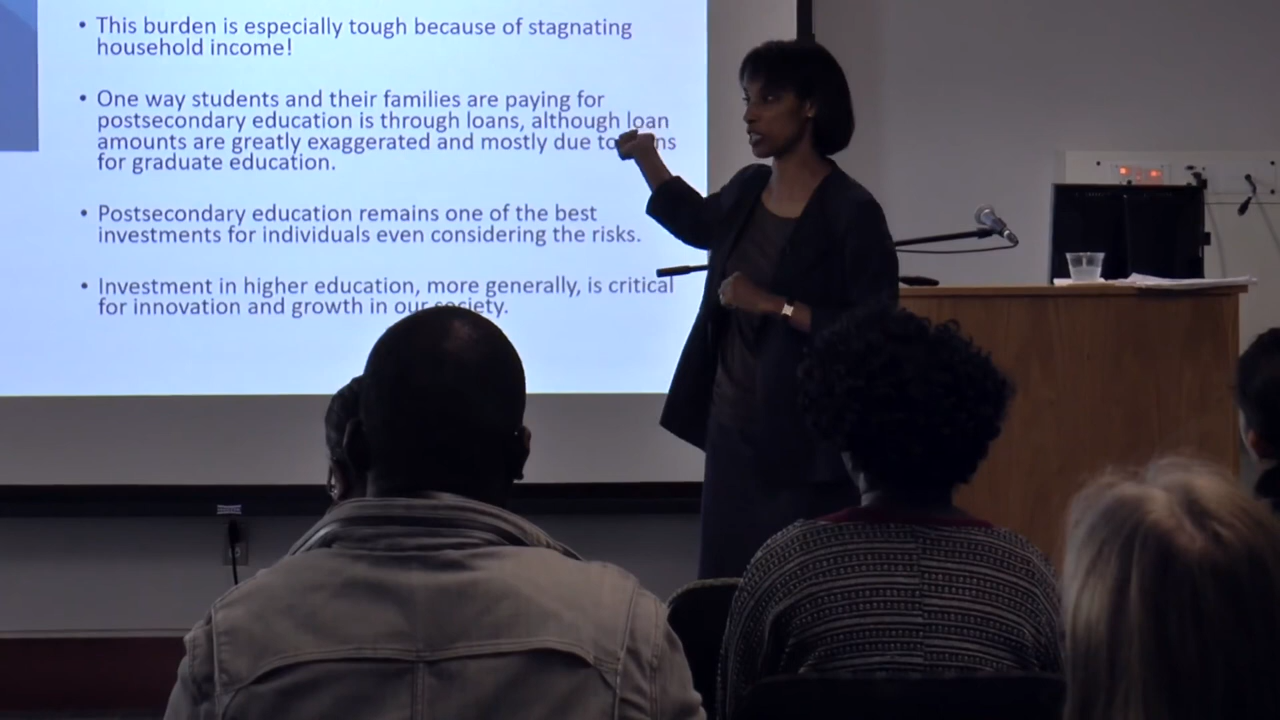 • This burden is especially tough because of stagnating
household income!
• One way students and their families are paying for
postsecondary education is through loans, although loan
amounts are greatly exaggerated and mostly due to
for graduate education.
• Postsecondary education remains one of the best
investments for individuals even considering the risks.
• Investment in higher education, more generally, is critical
for innovation and growth in our society.